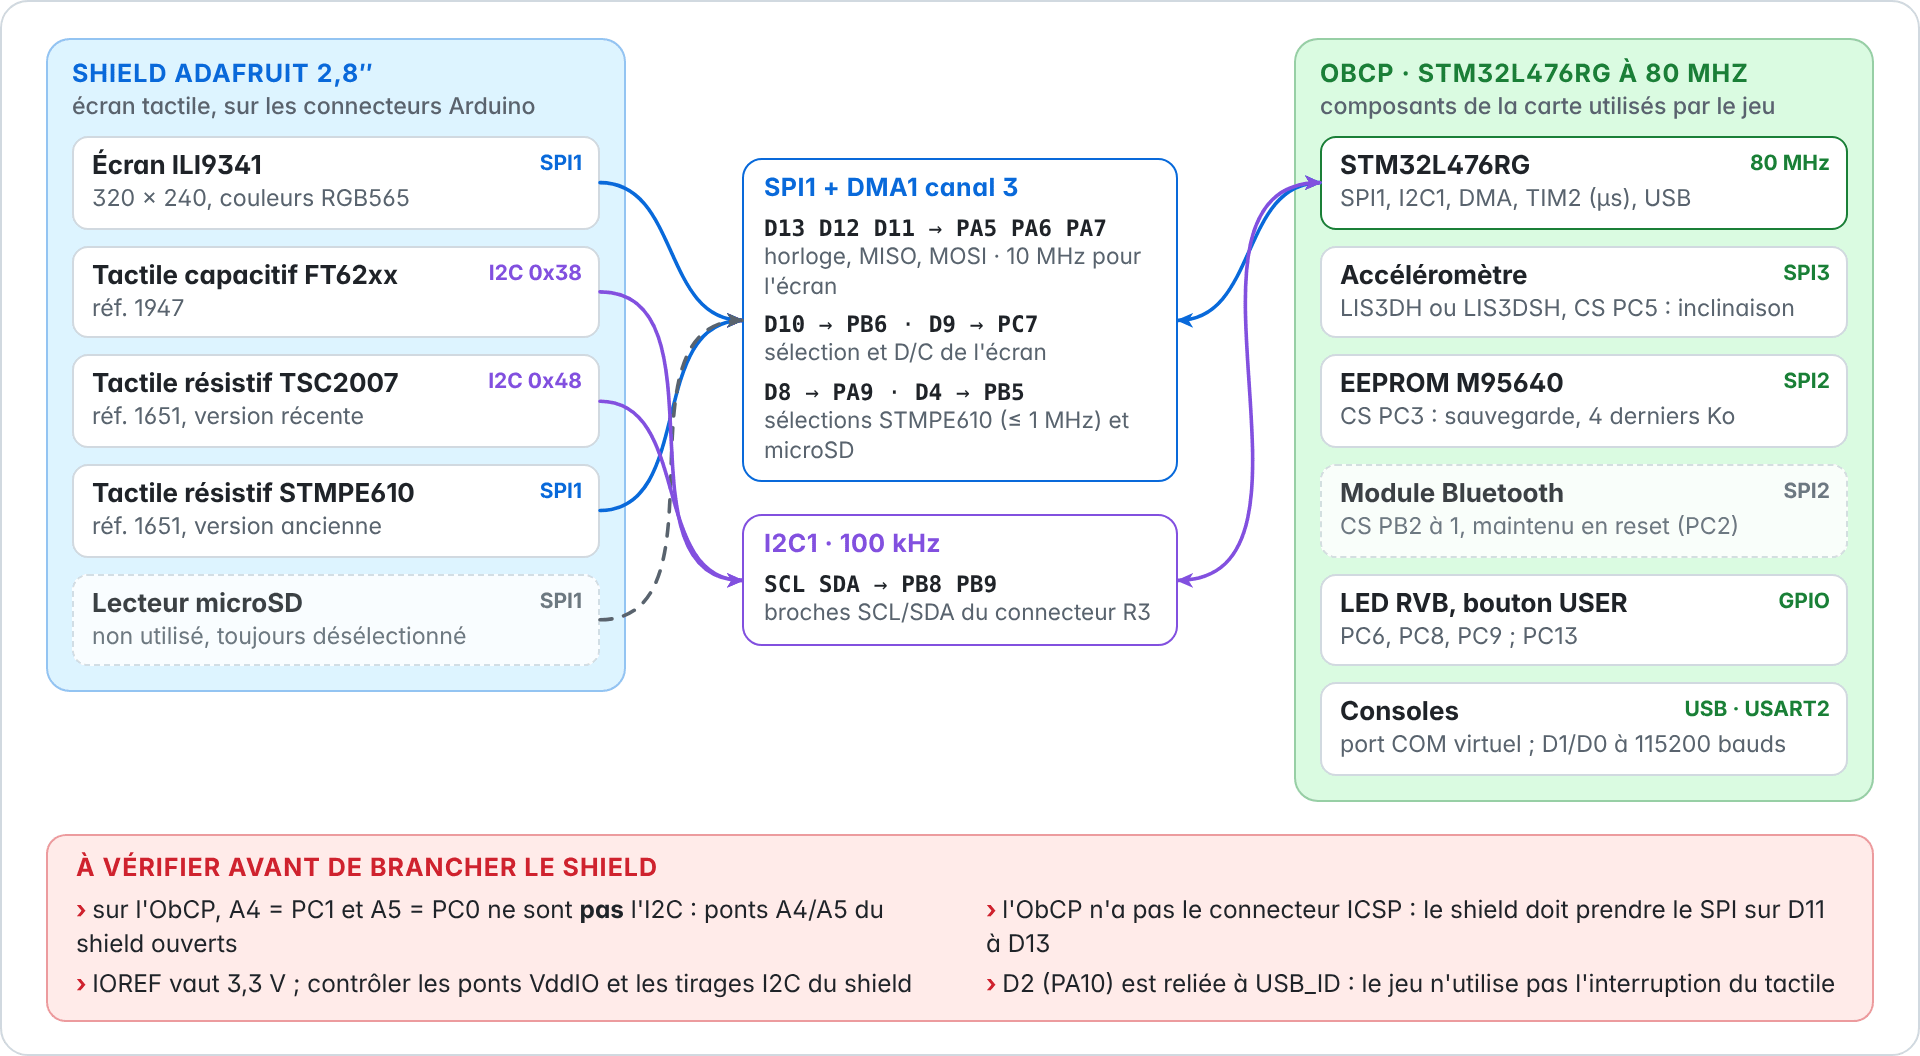 SHIELD ADAFRUIT 2,8″
écran tactile, sur les connecteurs Arduino
Écran ILI9341
SPI1
320 × 240, couleurs RGB565
Tactile capacitif FT62xx
I2C 0x38
réf. 1947
Tactile résistif TSC2007
I2C 0x48
réf. 1651, version récente
Tactile résistif STMPE610
SPI1
réf. 1651, version ancienne
Lecteur microSD
SPI1
non utilisé, toujours désélectionné
SPI1 + DMA1 canal 3
D13 D12 D11 → PA5 PA6 PA7
horloge, MISO, MOSI · 10 MHz pour
l'écran
D10 → PB6 · D9 → PC7
sélection et D/C de l'écran
D8 → PA9 · D4 → PB5
sélections STMPE610 (≤ 1 MHz) et
microSD
I2C1 · 100 kHz
SCL SDA → PB8 PB9
broches SCL/SDA du connecteur R3
OBCP · STM32L476RG À 80 MHZ
composants de la carte utilisés par le jeu
STM32L476RG
80 MHz
SPI1, I2C1, DMA, TIM2 (µs), USB
Accéléromètre
SPI3
LIS3DH ou LIS3DSH, CS PC5 : inclinaison
EEPROM M95640
SPI2
CS PC3 : sauvegarde, 4 derniers Ko
Module Bluetooth
SPI2
CS PB2 à 1, maintenu en reset (PC2)
LED RVB, bouton USER
GPIO
PC6, PC8, PC9 ; PC13
Consoles
USB · USART2
port COM virtuel ; D1/D0 à 115200 bauds
À VÉRIFIER AVANT DE BRANCHER LE SHIELD
› sur l'ObCP, A4 = PC1 et A5 = PC0 ne sont pas l'I2C : ponts A4/A5 du
shield ouverts
› IOREF vaut 3,3 V ; contrôler les ponts VddIO et les tirages I2C du shield
› l'ObCP n'a pas le connecteur ICSP : le shield doit prendre le SPI sur D11
à D13
› D2 (PA10) est reliée à USB_ID : le jeu n'utilise pas l'interruption du tactile